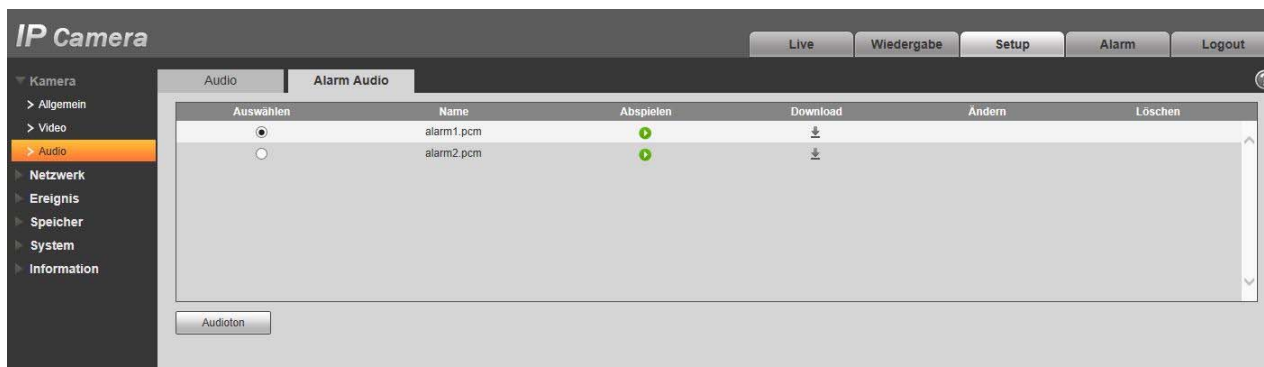 IP Camera
Live Wiedergabe Setup Alarm Logout
Kamera
> Allgemein
> Video
> Audio
Netzwerk
Ereignis
Speicher
System
Information
Audio Alarm Audio
Auswählen Name Abspielen Download Ändern Löschen
alarm1.pcm
alarm2.pcm
Audioton